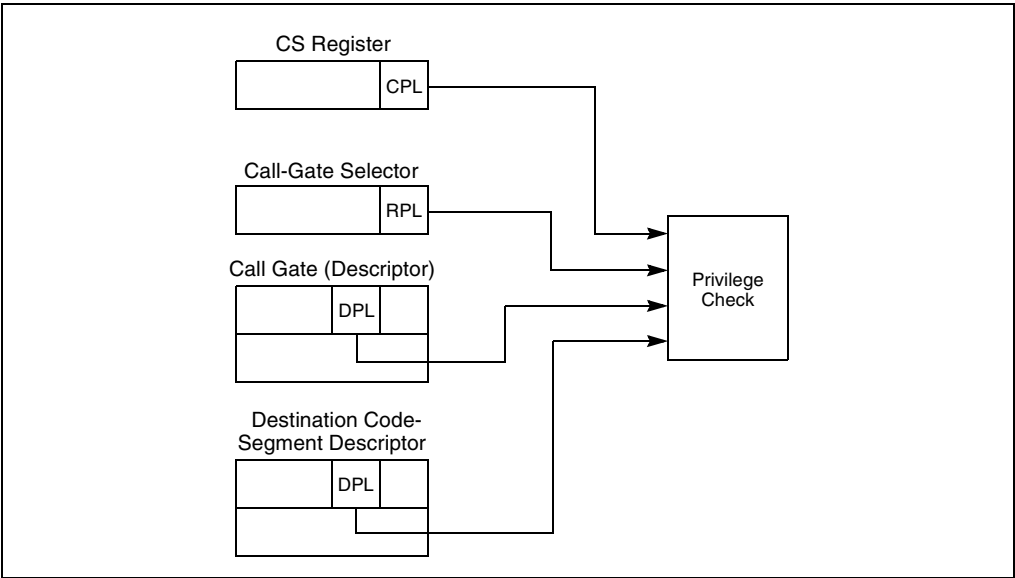 CS Register
CPL
Call-Gate Selector
RPL
Call Gate (Descriptor)
DPL
Privilege
Check
Destination Code-
Segment Descriptor
DPL